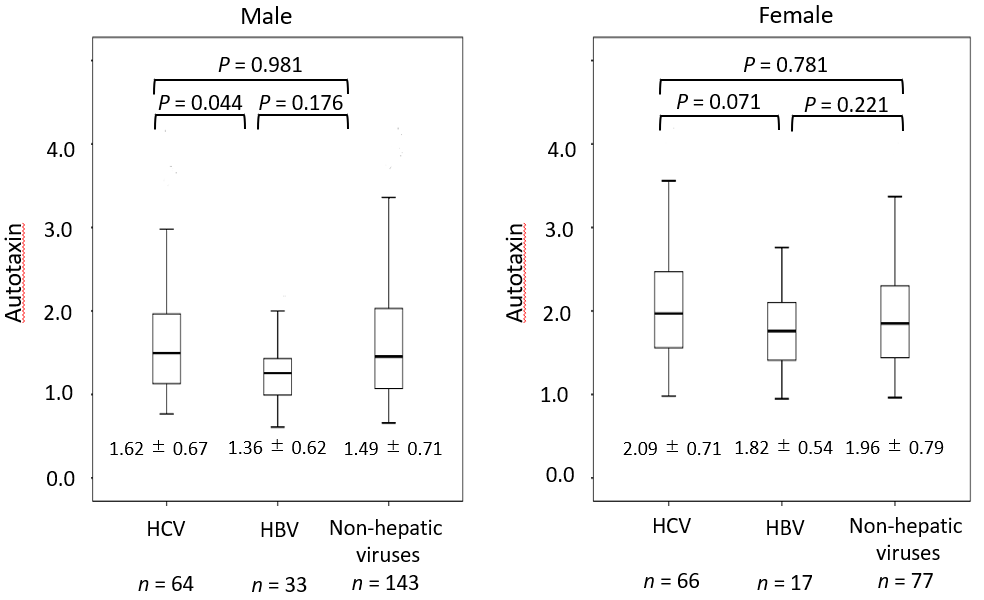 Male
P = 0.981
P = 0.044 P = 0.176
4.0
3.0
2.0
1.0
0.0
Autotaxin
1.62 ± 0.67 1.36 ± 0.62 1.49 ± 0.71
HCV HBV Non-hepatic
viruses
n = 64 n = 33 n = 143
Female
P = 0.781
P = 0.071 P = 0.221
4.0
3.0
2.0
1.0
0.0
Autotaxin
2.09 ± 0.71 1.82 ± 0.54 1.96 ± 0.79
HCV HBV Non-hepatic
viruses
n = 66 n = 17 n = 77